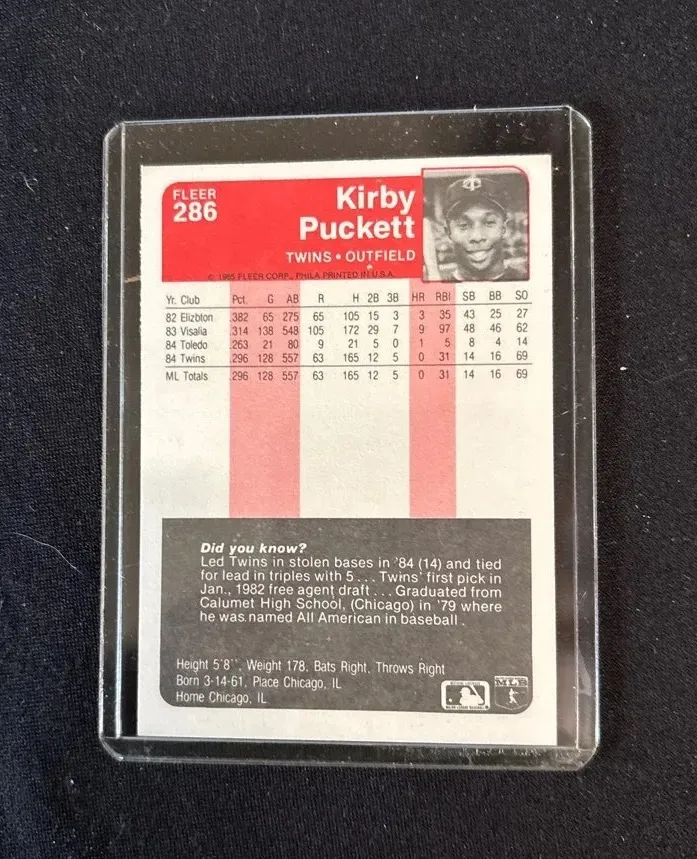 FLEER
286
Kirby
Puckett
TWINS • OUTFIELD
© 1985 FLEER CORP., PHILA PRINTED IN U.S.A.
Yr. Club Pct. G AB R H 2B 3B HR RBI SB BB SO
82 Elizbton .382 65 275 65 105 15 3 3 35 43 25 27
83 Visalia .314 138 548 105 172 29 7 9 97 48 46 62
84 Toledo .263 21 80 9 21 5 0 1 5 8 4 14
84 Twins .296 128 557 63 165 12 5 0 31 14 16 69
ML Totals .296 128 557 63 165 12 5 0 31 14 16 69
Did you know?
Led Twins in stolen bases in '84 (14) and tied
for lead in triples with 5 . . . Twins' first pick in
Jan., 1982 free agent draft . . . Graduated from
Calumet High School, (Chicago) in '79 where
he was named All American in baseball.
Height 5'8", Weight 178, Bats Right, Throws Right
Born 3-14-61, Place Chicago, IL
Home Chicago, IL